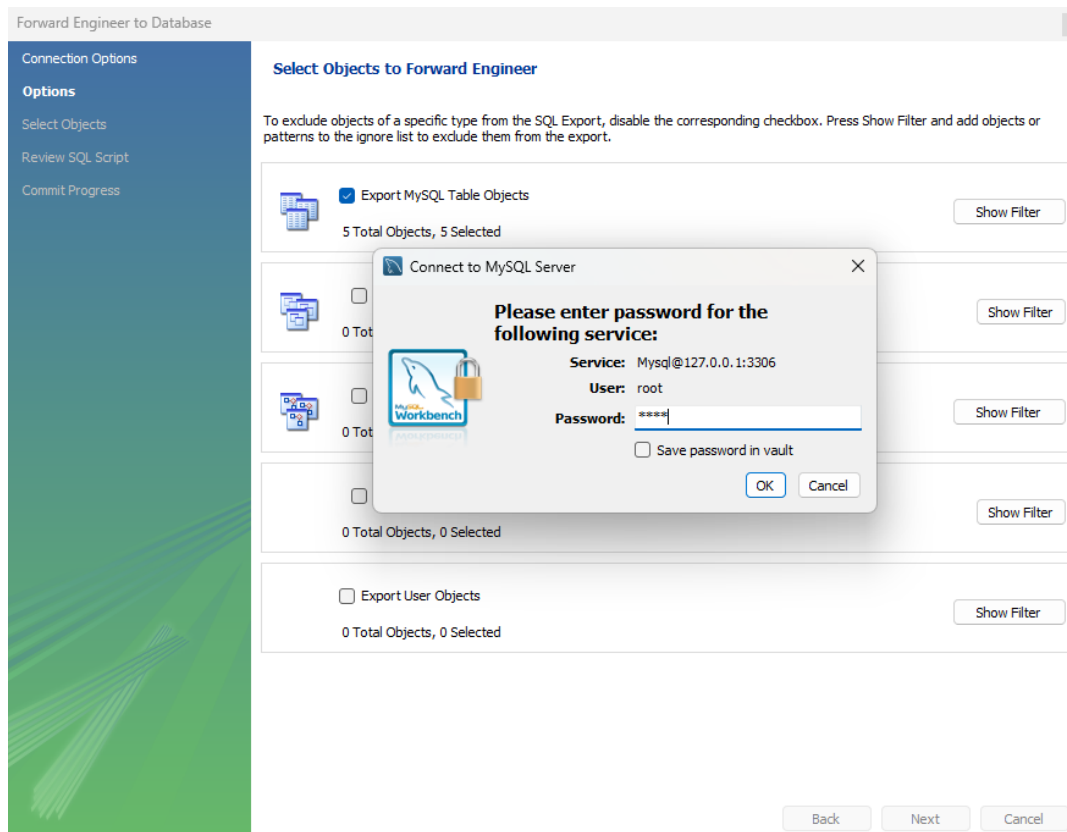 Forward Engineer to Database
Connection Options
Options
Select Objects
Review SQL Script
Commit Progress
Select Objects to Forward Engineer
To exclude objects of a specific type from the SQL Export, disable the corresponding checkbox. Press Show Filter and add objects or
patterns to the ignore list to exclude them from the export.
Export MySQL Table Objects
Show Filter
5 Total Objects, 5 Selected
Connect to MySQL Server
Please enter password for the
following service:
Service: Mysql@127.0.0.1:3306
User: root
Password: ****
Save password in vault
OK Cancel
MySQL
Workbench
Show Filter
0 Tot
Show Filter
0 Tot
Show Filter
0 Total Objects, 0 Selected
Export User Objects
Show Filter
0 Total Objects, 0 Selected
Back Next Cancel